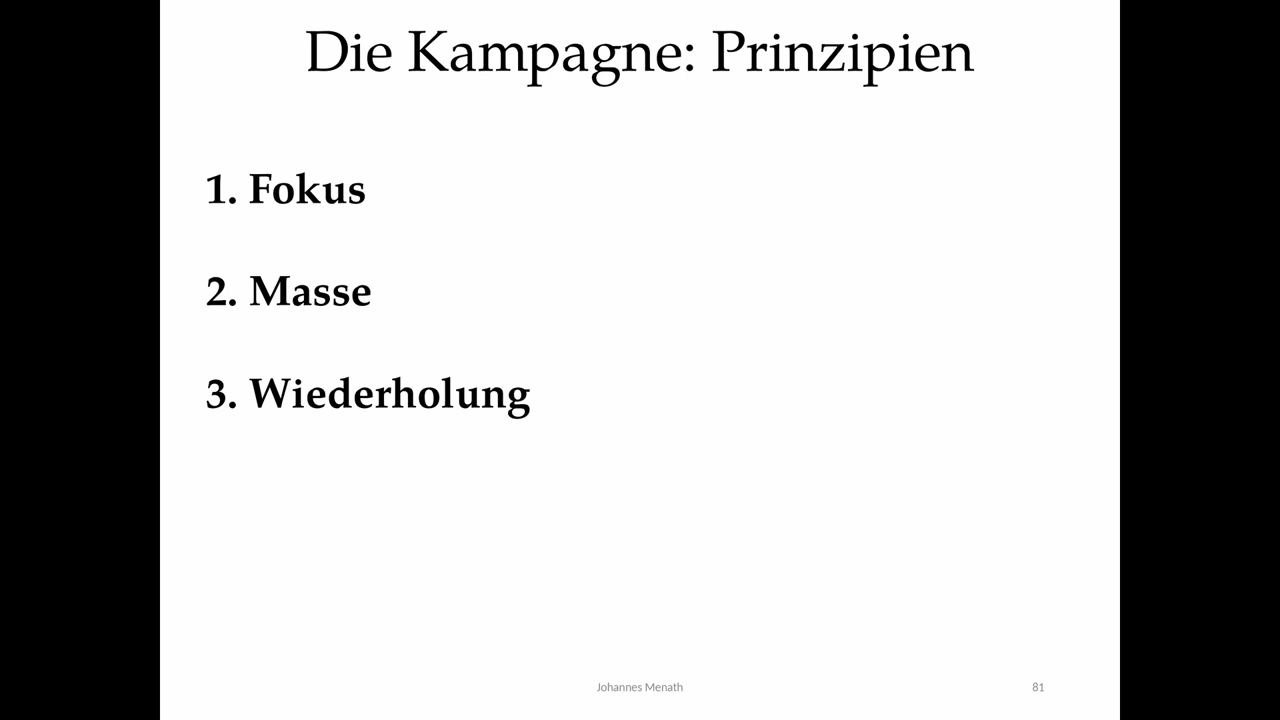 Die Kampagne: Prinzipien
1. Fokus
2. Masse
3. Wiederholung
Johannes Menath
81